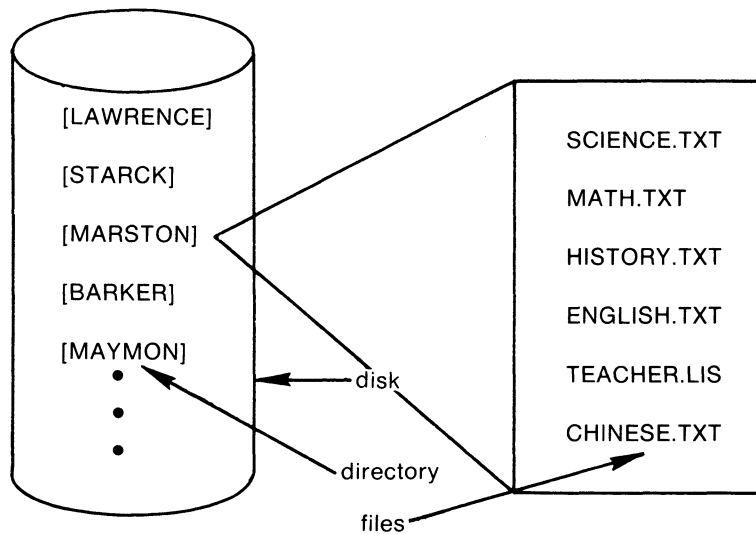 [LAWRENCE]
[STARCK]
[MARSTON]
[BARKER]
[MAYMON]
SCIENCE.TXT
MATH.TXT
HISTORY.TXT
ENGLISH.TXT
TEACHER.LIS
CHINESE.TXT
disk
directory
files